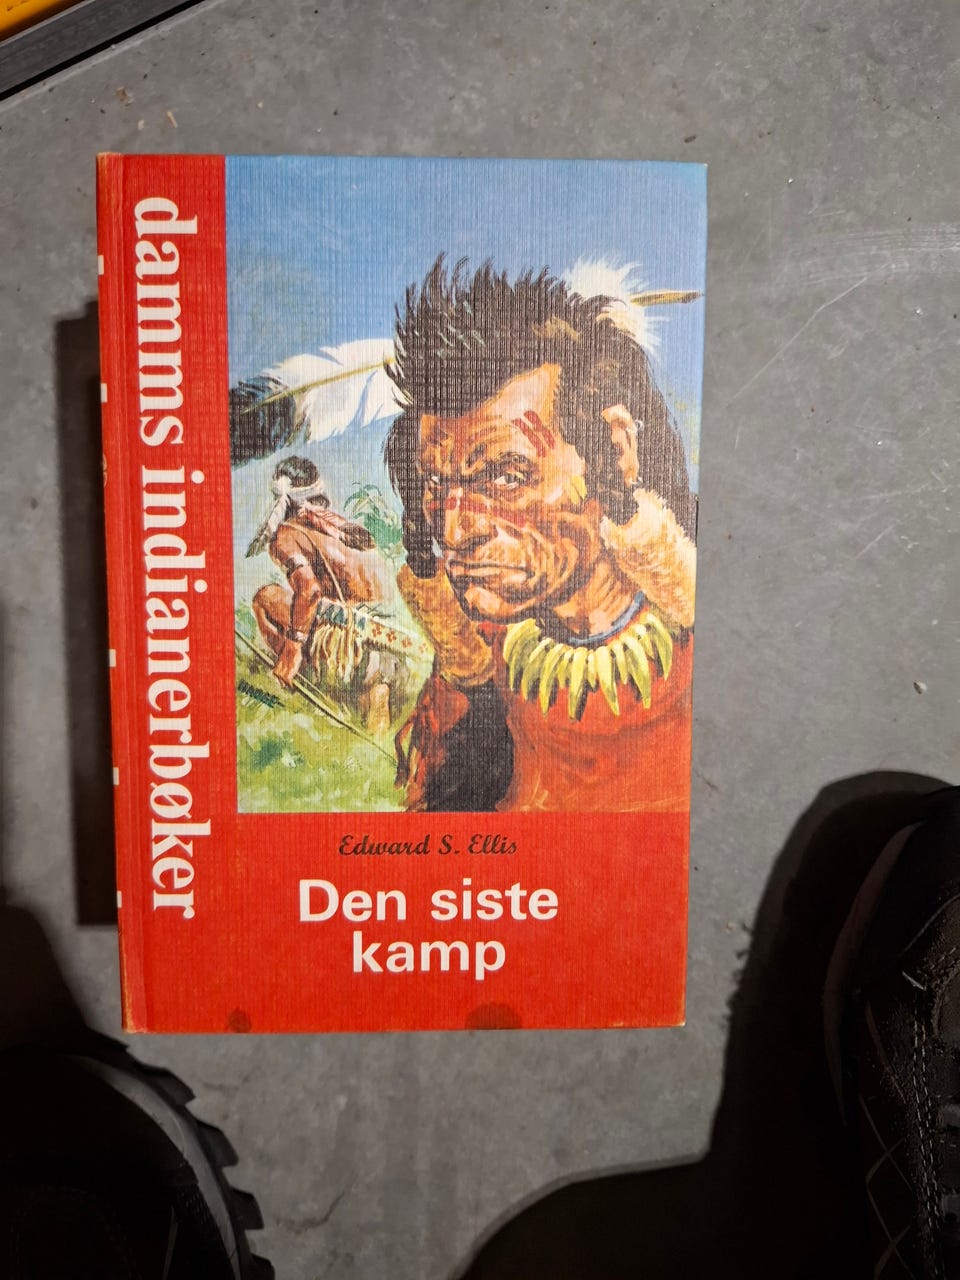 damms indianerbøker
Edward S. Ellis
Den siste
kamp